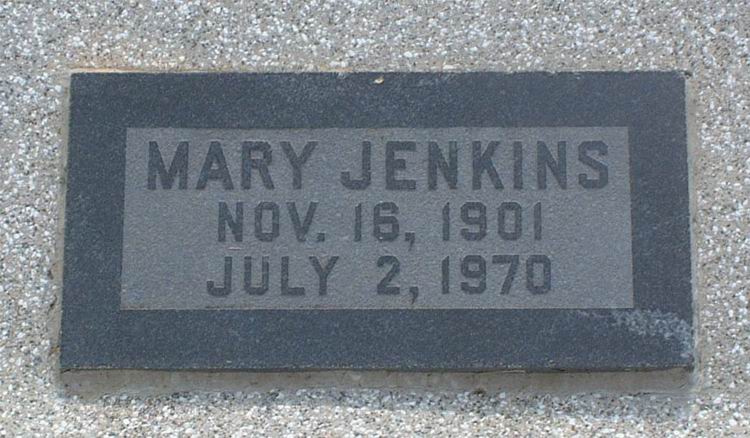 MARY JENKINS
NOV. 16, 1901
JULY 2, 1970